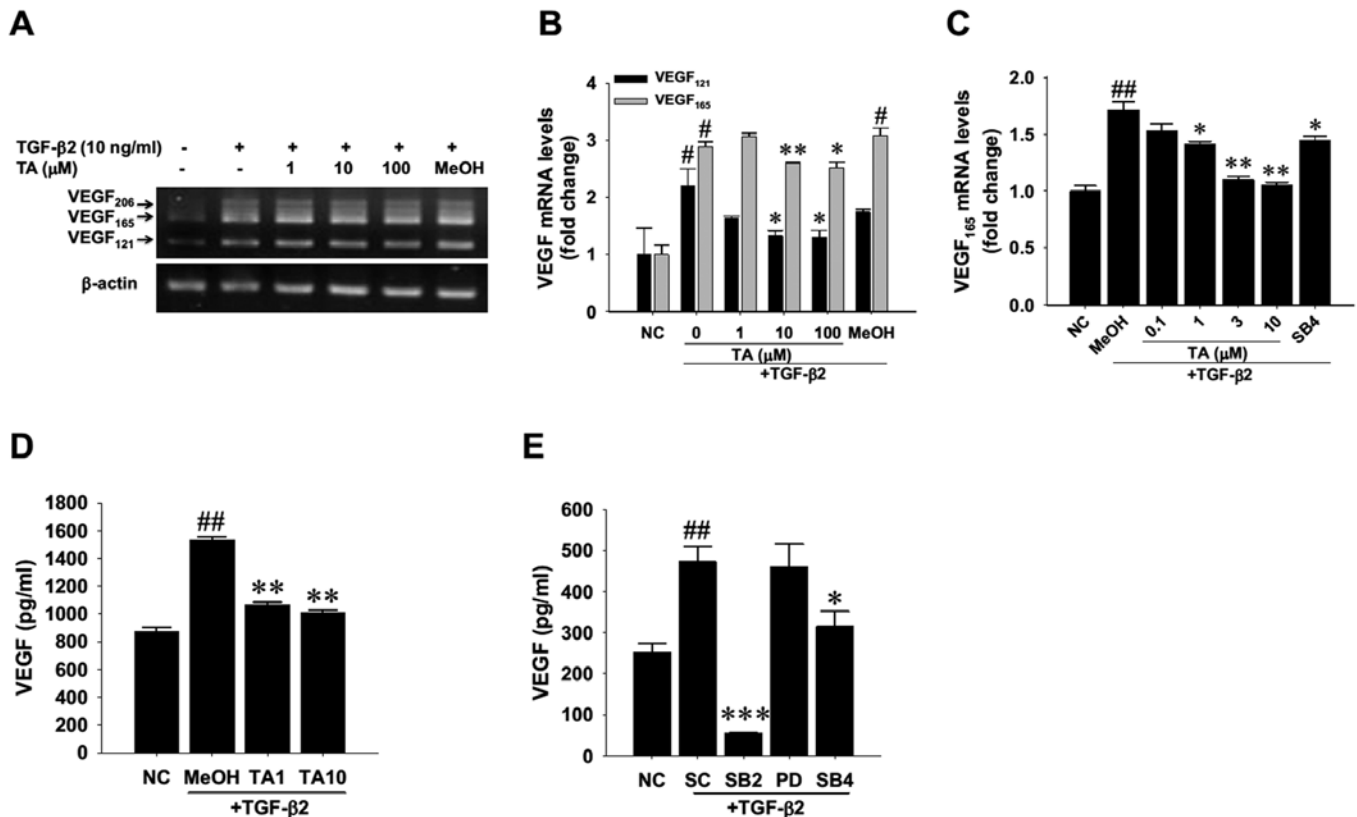 A
TGF-β2 (10 ng/ml) - + + + + +
TA (μM) - - 1 10 100 MeOH
VEGF206
VEGF165
VEGF121
β-actin
B
VEGF121
VEGF165
VEGF mRNA levels
(fold change)
4
3
2
1
0
# # * ** * * #
NC 0 1 10 100 MeOH
TA (μM)
+TGF-β2
C
VEGF165 mRNA levels
(fold change)
2.0
1.5
1.0
0.5
0.0
## * ** ** *
NC MeOH 0.1 1 3 10 SB4
TA (μM)
+TGF-β2
D
VEGF (pg/ml)
1800
1600
1400
1200
1000
800
600
400
200
0
## ** **
NC MeOH TA1 TA10
+TGF-β2
E
VEGF (pg/ml)
600
500
400
300
200
100
0
## *** *
NC SC SB2 PD SB4
+TGF-β2